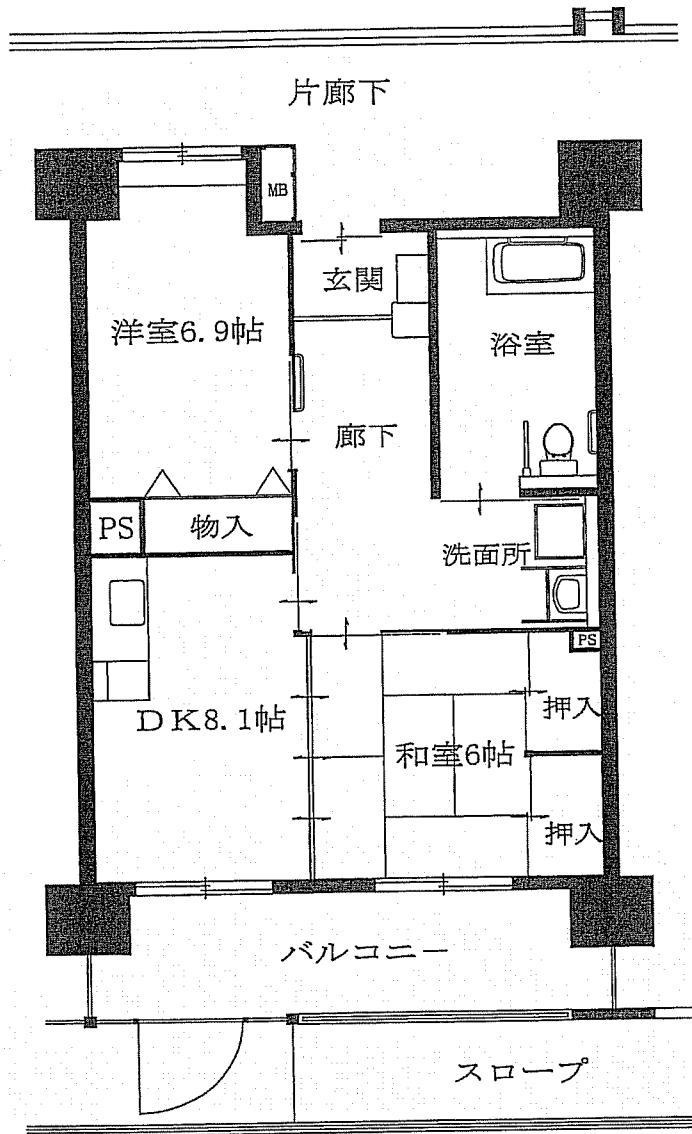 片廊下
MB
玄関
洋室6.9帖
浴室
廊下
PS
物入
洗面所
PS
押入
DK8.1帖
和室6帖
押入
バルコニー
スロープ